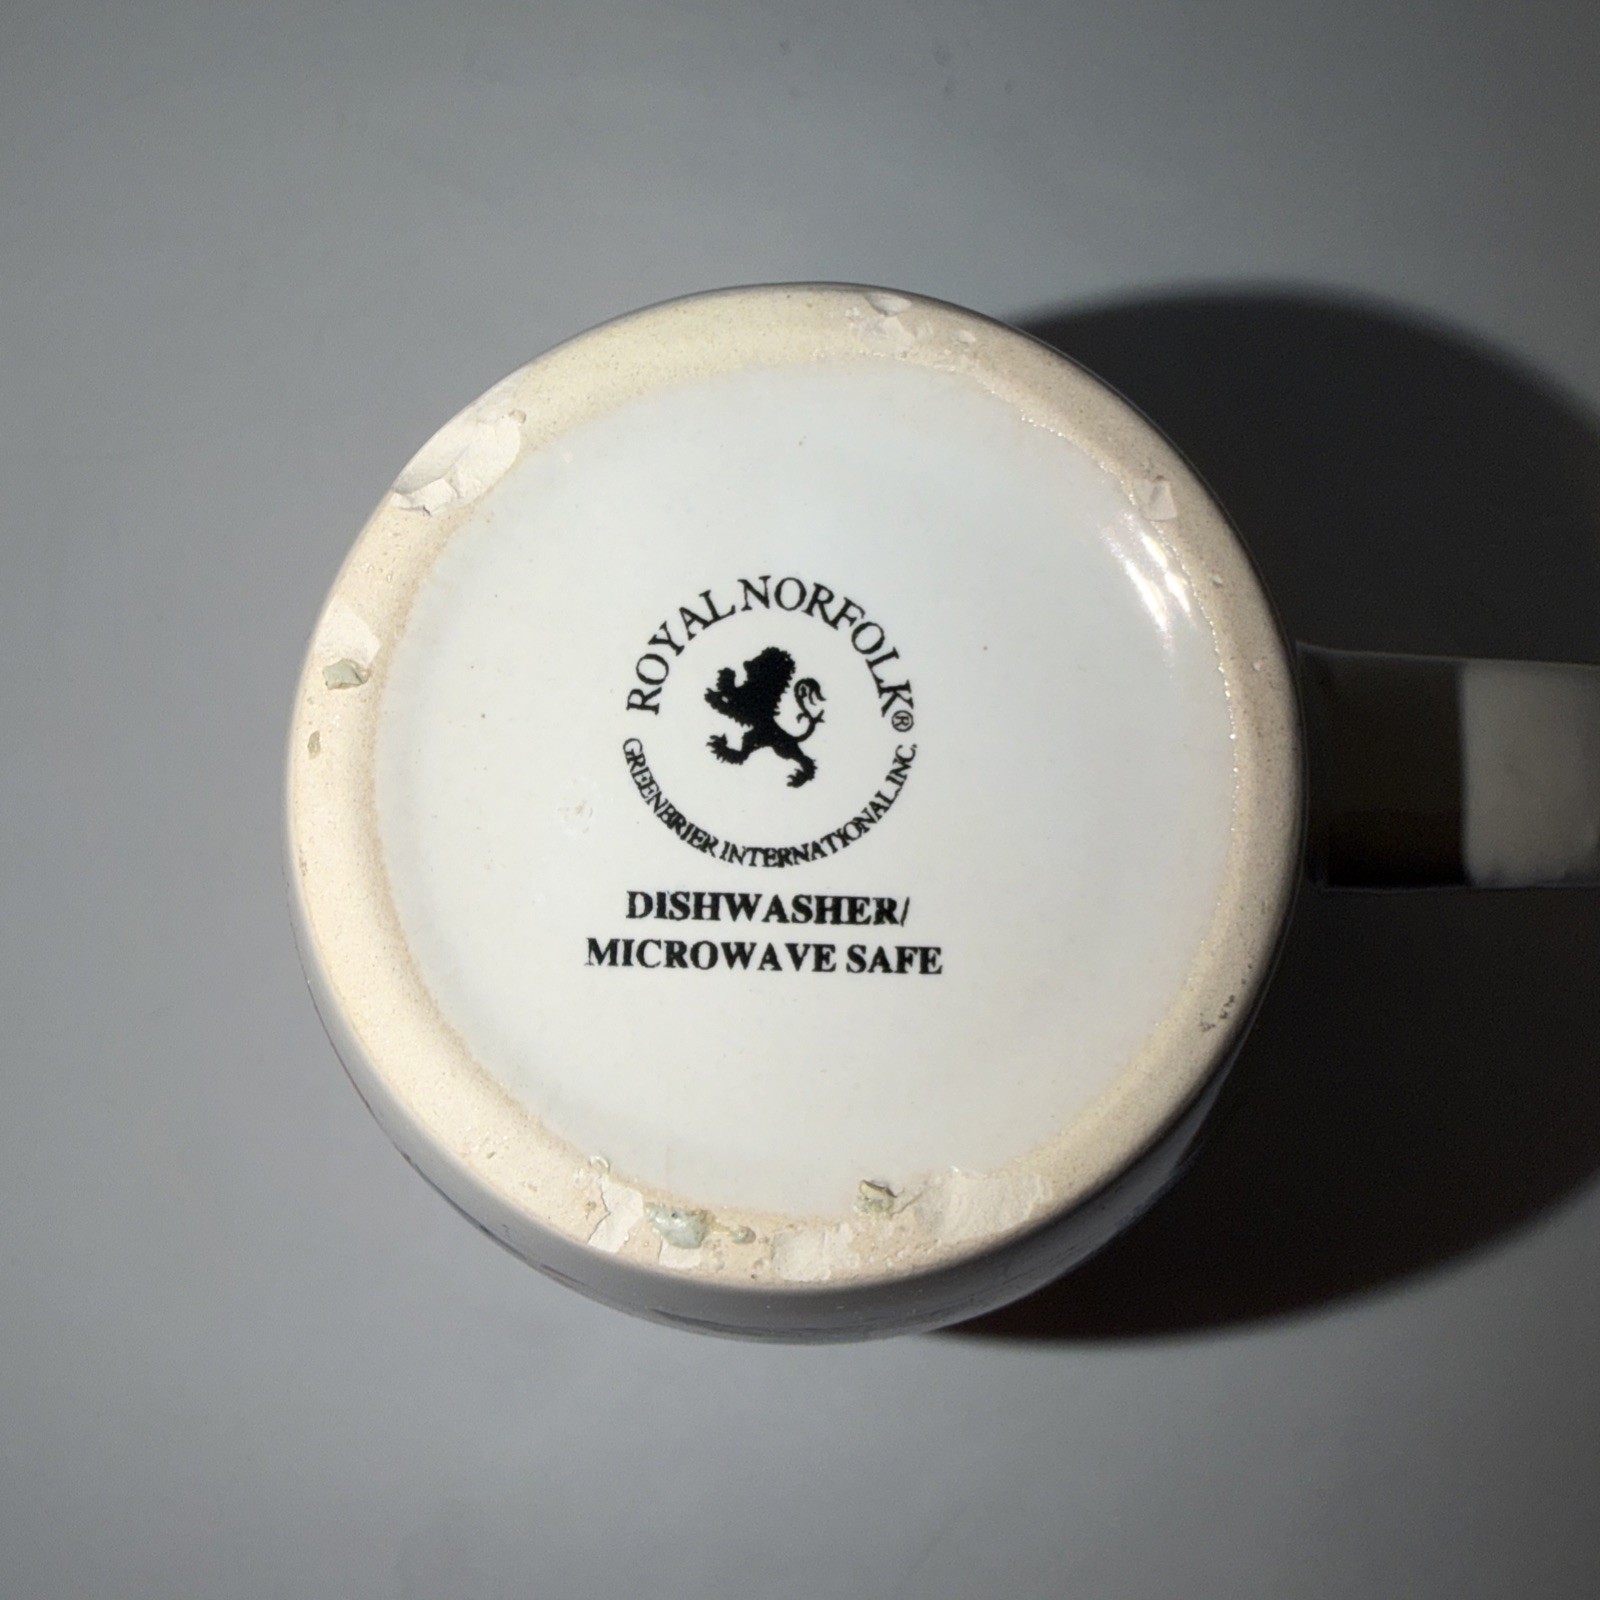 ROYAL NORFOLK®
GREENBRIER INTERNATIONAL,INC.
DISHWASHER/
MICROWAVE SAFE